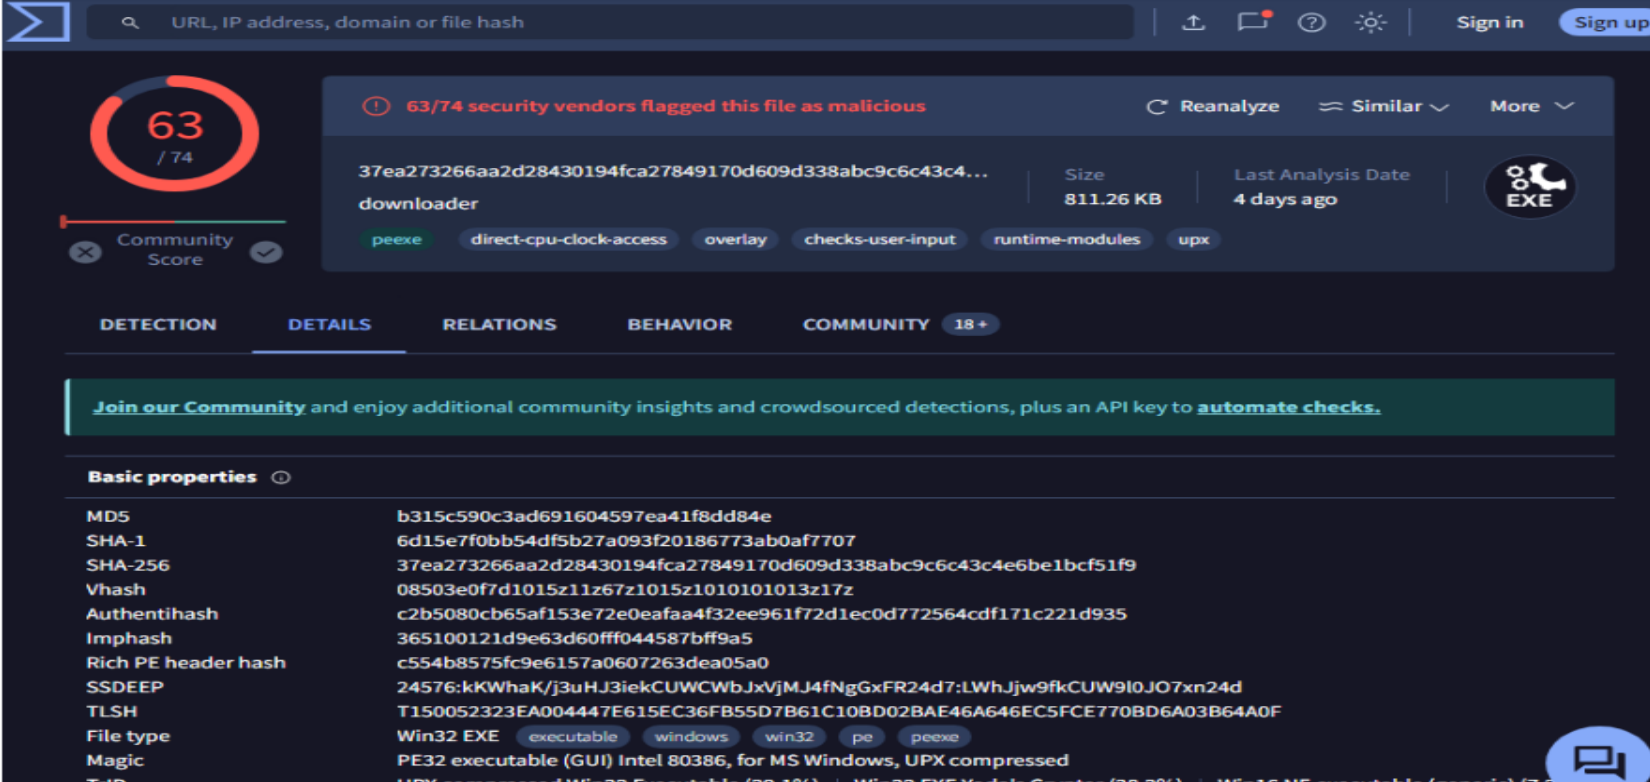 URL, IP address, domain or file hash
Sign in
Sign up
63
/ 74
Community
Score
63/74 security vendors flagged this file as malicious
Reanalyze
Similar
More
37ea273266aa2d28430194fca27849170d609d338abc9c6c43c4...
downloader
Size
811.26 KB
Last Analysis Date
4 days ago
EXE
peexe direct-cpu-clock-access overlay checks-user-input runtime-modules upx
DETECTION DETAILS RELATIONS BEHAVIOR COMMUNITY 18+
Join our Community and enjoy additional community insights and crowdsourced detections, plus an API key to automate checks.
Basic properties
MD5 b315c590c3ad691604597ea41f8dd84e
SHA-1 6d15e7f0bb54df5b27a093f20186773ab0af7707
SHA-256 37ea273266aa2d28430194fca27849170d609d338abc9c6c43c4e6be1bcf51f9
Vhash 08503e0f7d1015z11z67z1015z1010101013z17z
Authentihash c2b5080cb65af153e72e0eafaa4f32ee961f72d1ec0d772564cdf171c221d935
Imphash 365100121d9e63d60fff044587bff9a5
Rich PE header hash c554b8575fc9e6157a0607263dea05a0
SSDEEP 24576:kKWhaK/j3uHJ3iekCUWCWbJxVjMJ4fNgGxFR24d7:LWhJjw9fkCUW9l0JO7xn24d
TLSH T150052323EA004447E615EC36FB55D7B61C10BD02BAE46A646EC5FCE770BD6A03B64A0F
File type Win32 EXE executable windows win32 pe peexe
Magic PE32 executable (GUI) Intel 80386, for MS Windows, UPX compressed